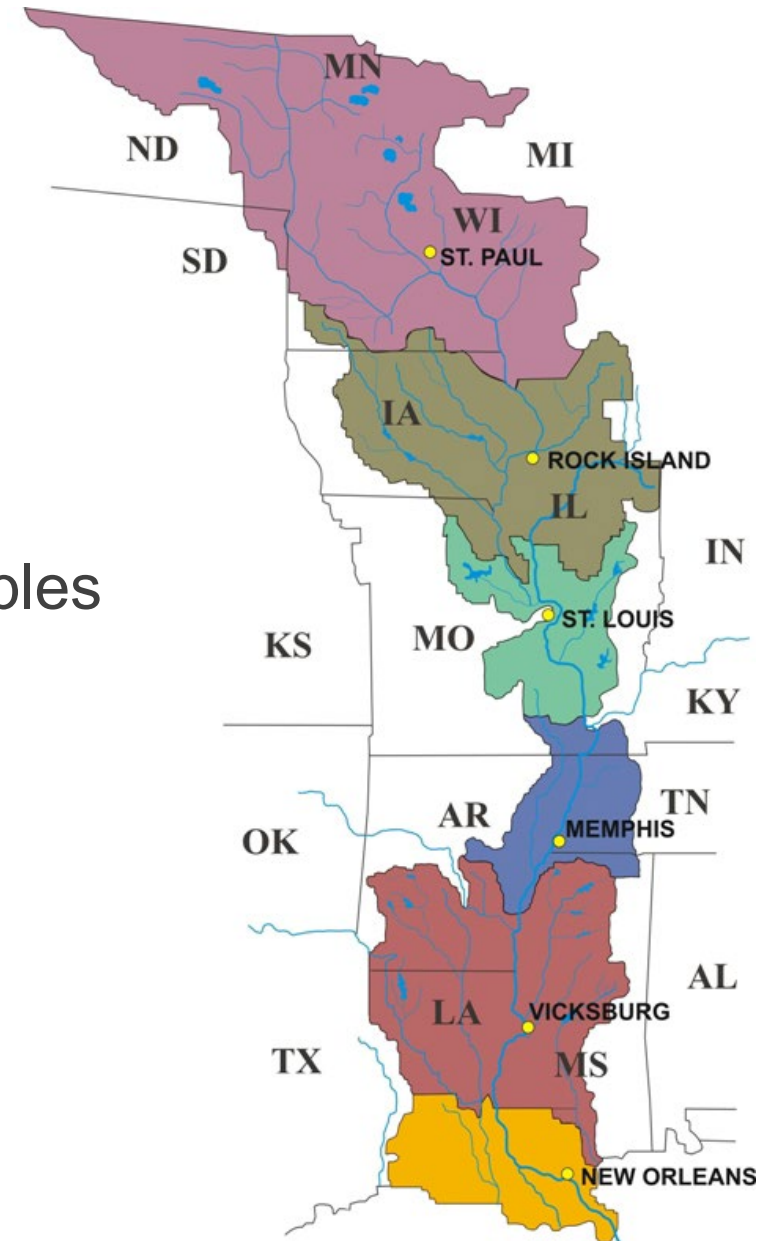 MN
ND
MI
WI
SD
ST. PAUL
IA
ROCK ISLAND
IL
IN
ples
ST. LOUIS
KS
MO
KY
TN
AR
MEMPHIS
OK
AL
LA
VICKSBURG
TX
MS
NEW ORLEANS